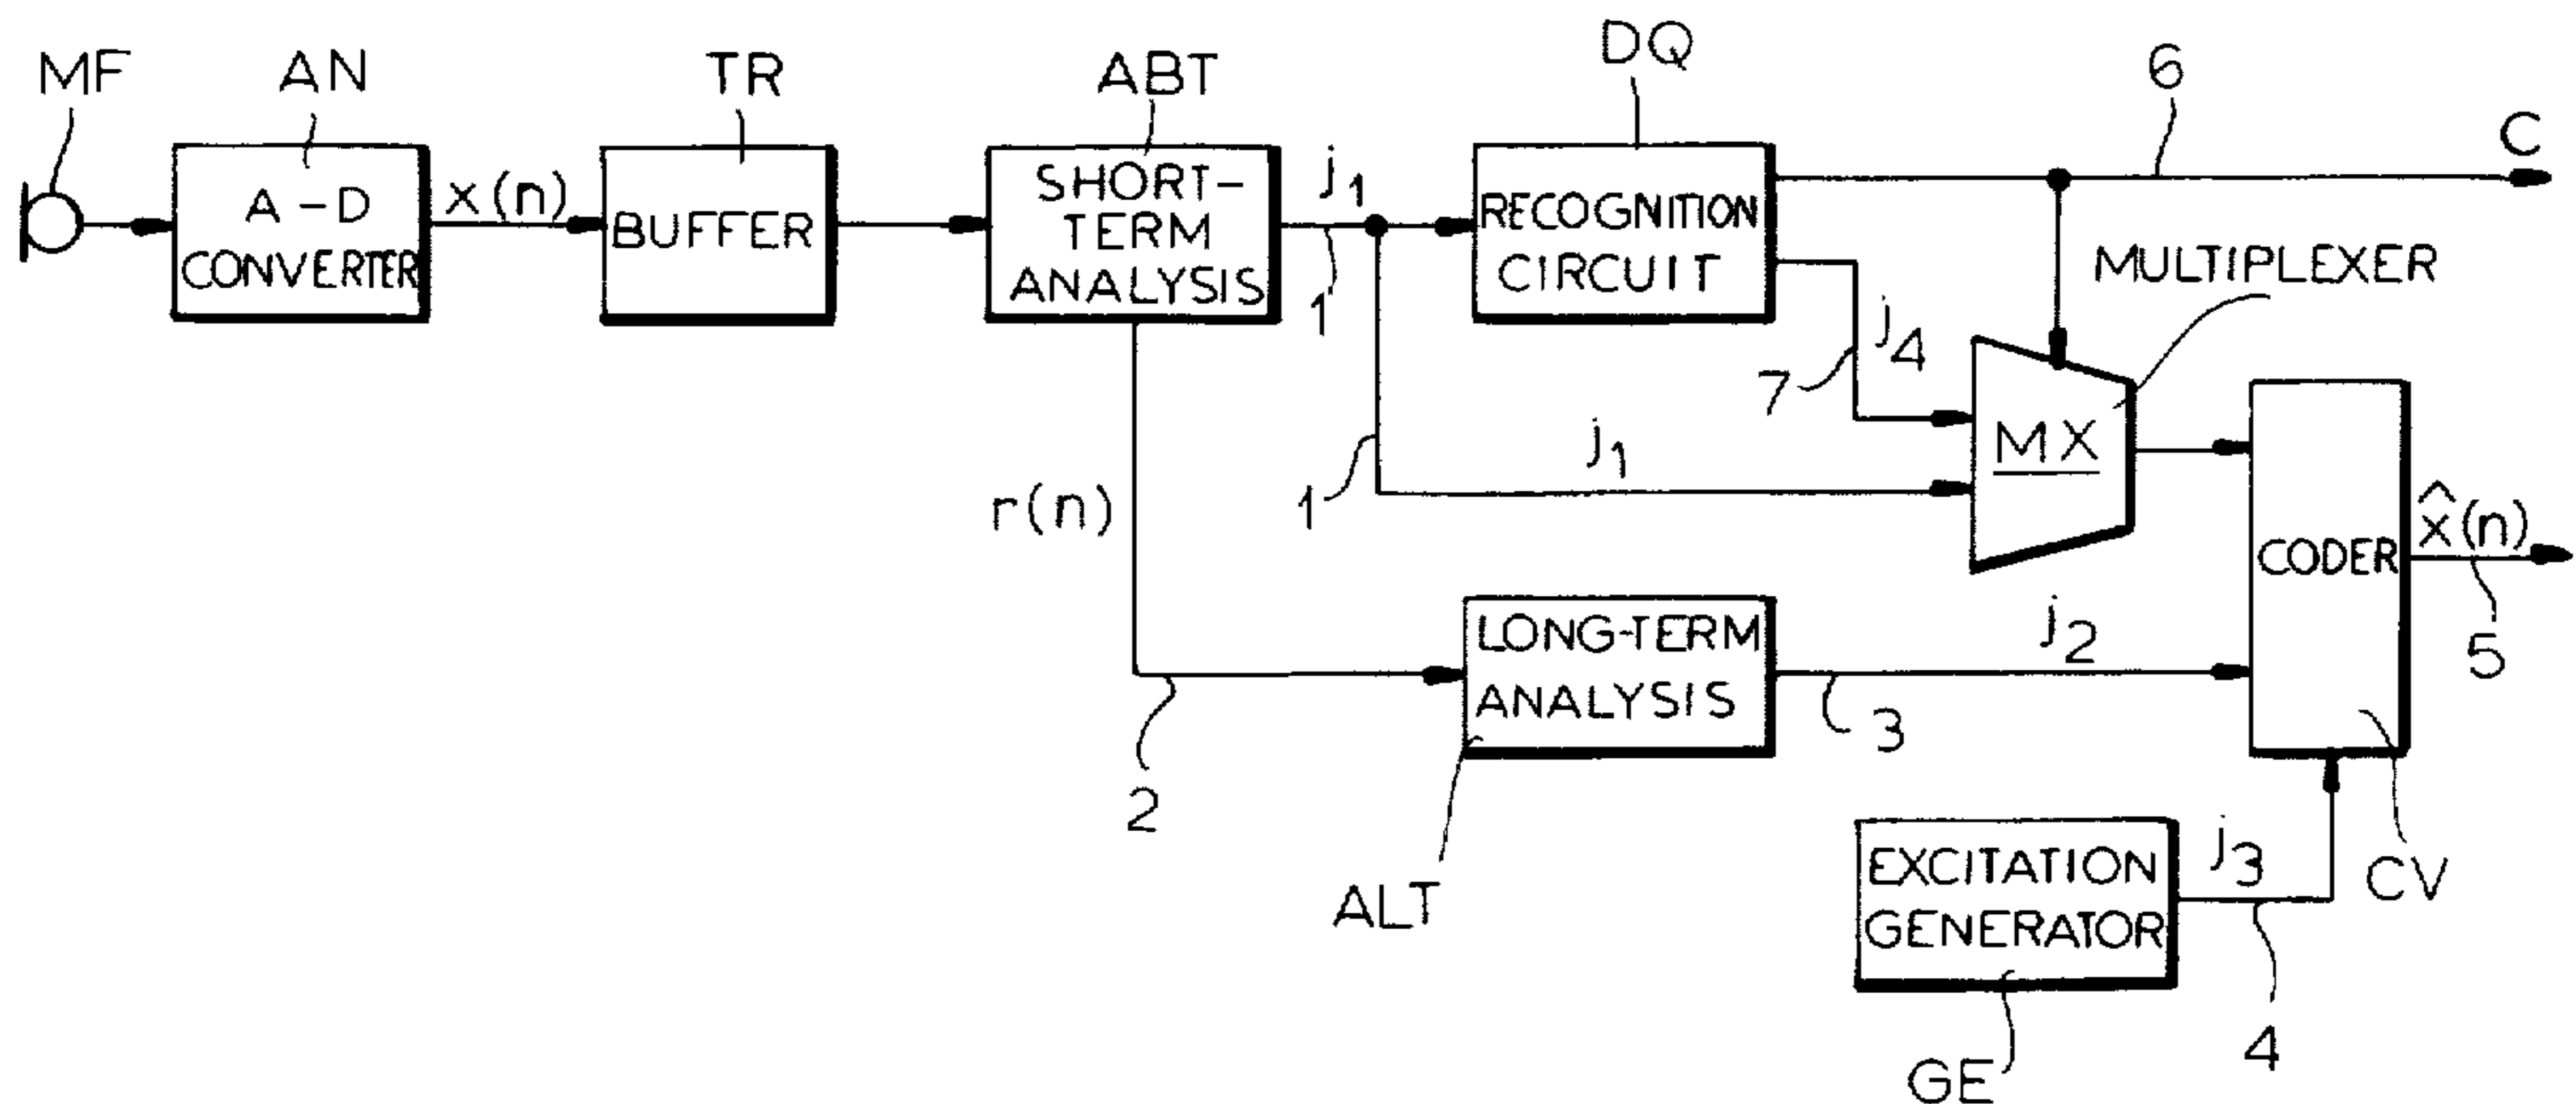 MF
AN
TR
ABT
DQ
6
C
A-D
CONVERTER
x(n)
BUFFER
SHORT-
TERM
ANALYSIS
j1
1
RECOGNITION
CIRCUIT
MULTIPLEXER
j4
7
MX
j1
1
r(n)
x̂(n)
CODER
5
LONG-TERM
ANALYSIS
j2
3
2
ALT
EXCITATION
GENERATOR
j3
CV
4
GE